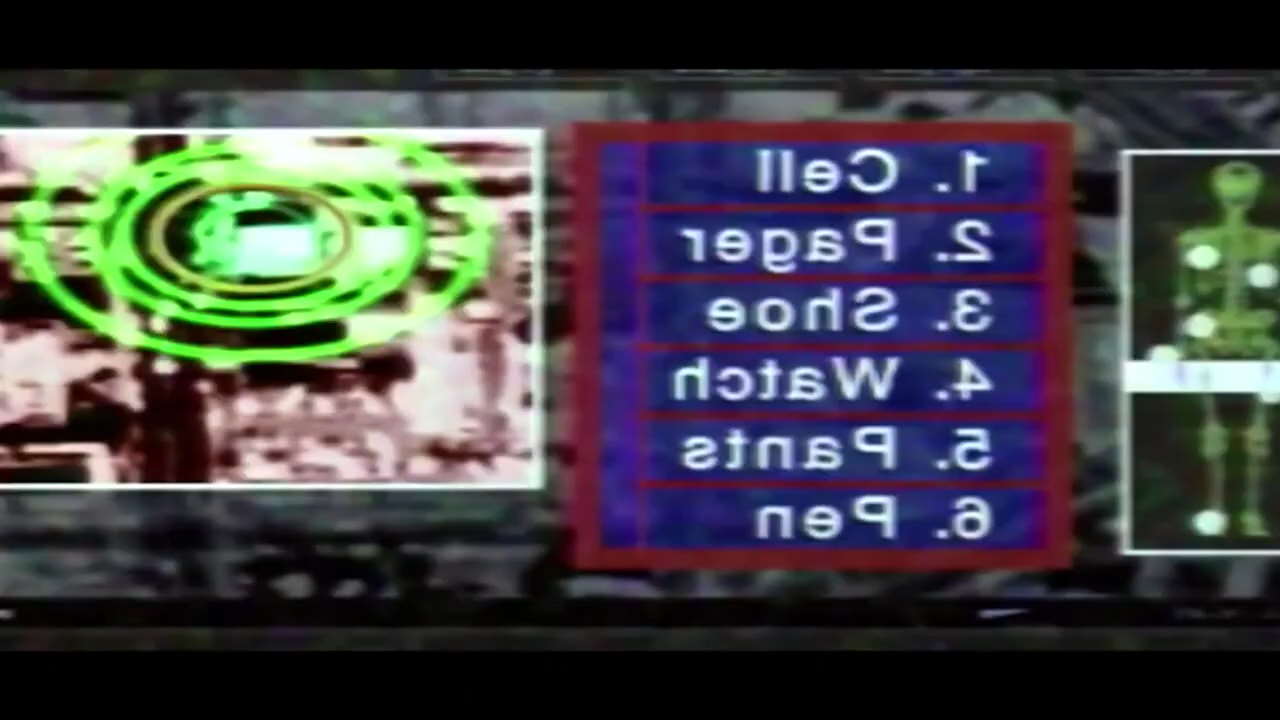 1. Cell
2. Pager
3. Shoe
4. Watch
5. Pants
6. Pen